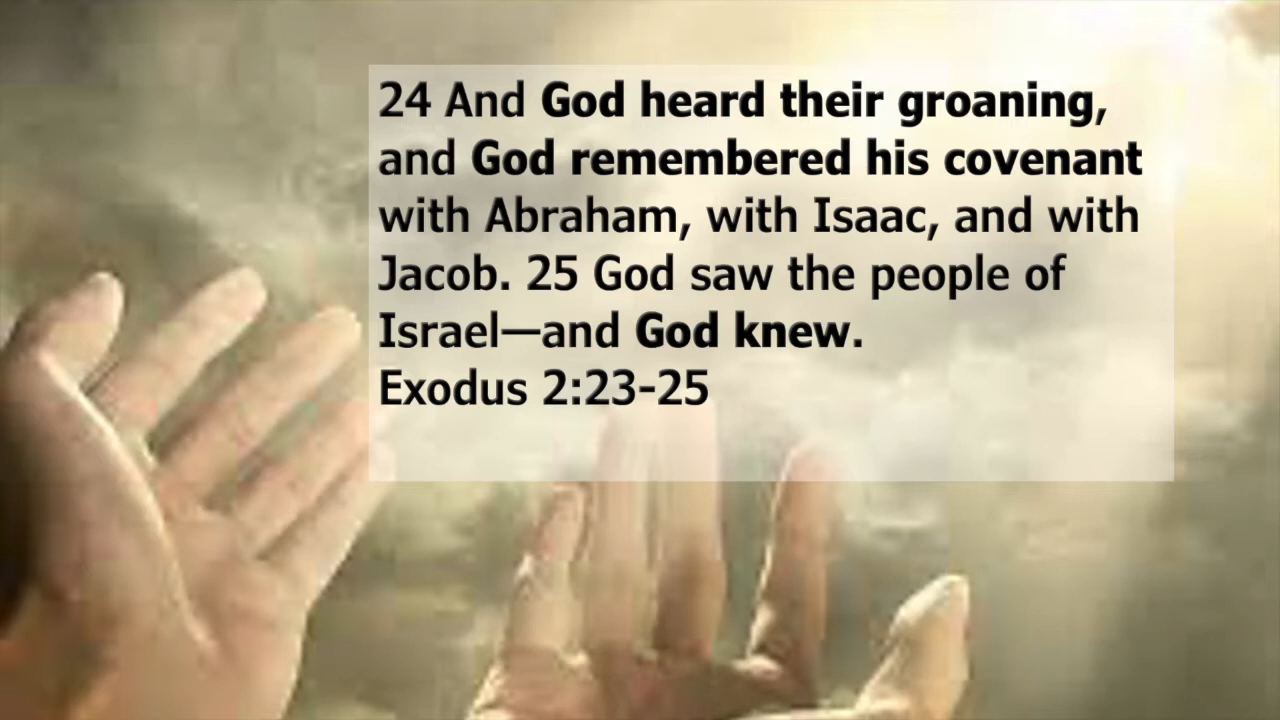 24 And God heard their groaning,
and God remembered his covenant
with Abraham, with Isaac, and with
Jacob. 25 God saw the people of
Israel—and God knew.
Exodus 2:23-25